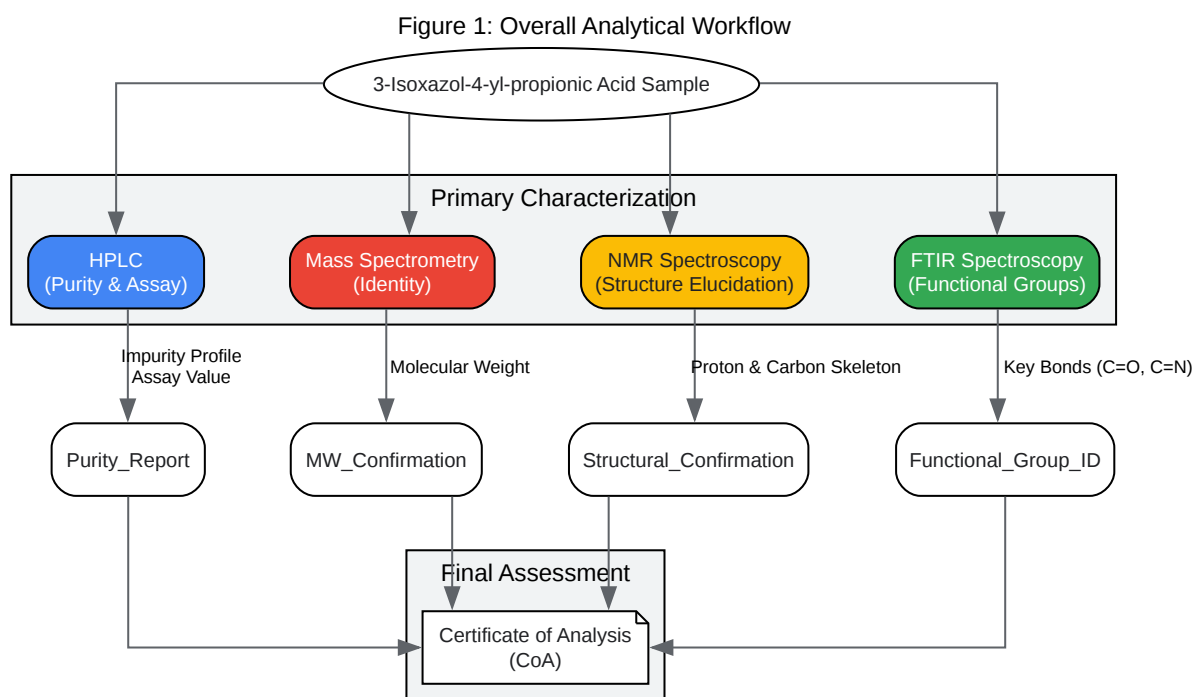 Figure 1: Overall Analytical Workflow
3-Isoxazol-4-yl-propionic Acid Sample
Primary Characterization
HPLC
(Purity & Assay)
Mass Spectrometry
(Identity)
NMR Spectroscopy
(Structure Elucidation)
FTIR Spectroscopy
(Functional Groups)
Impurity Profile
Assay Value
Molecular Weight
Proton & Carbon Skeleton
Key Bonds (C=O, C=N)
Purity_Report
MW_Confirmation
Structural_Confirmation
Functional_Group_ID
Final Assessment
Certificate of Analysis
(CoA)